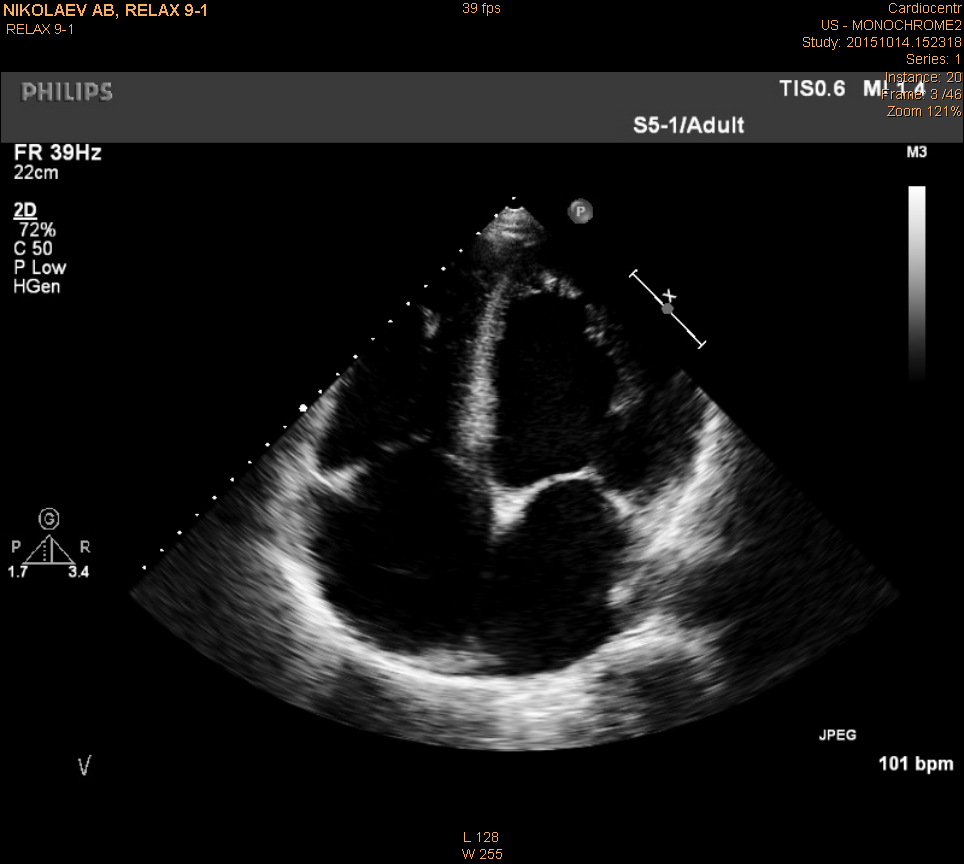 NIKOLAEV AB, RELAX 9-1
RELAX 9-1
39 fps
Cardiocentr
US - MONOCHROME2
Study: 20151014.152318
Series: 1
Instance: 20
Frame: 3 /46
Zoom 121%
PHILIPS
TIS0.6 MI 1.4
S5-1/Adult
FR 39Hz
22cm
M3
2D
72%
C 50
P Low
HGen
P
X
G
P R
1.7 3.4
V
JPEG
101 bpm
L 128
W 255